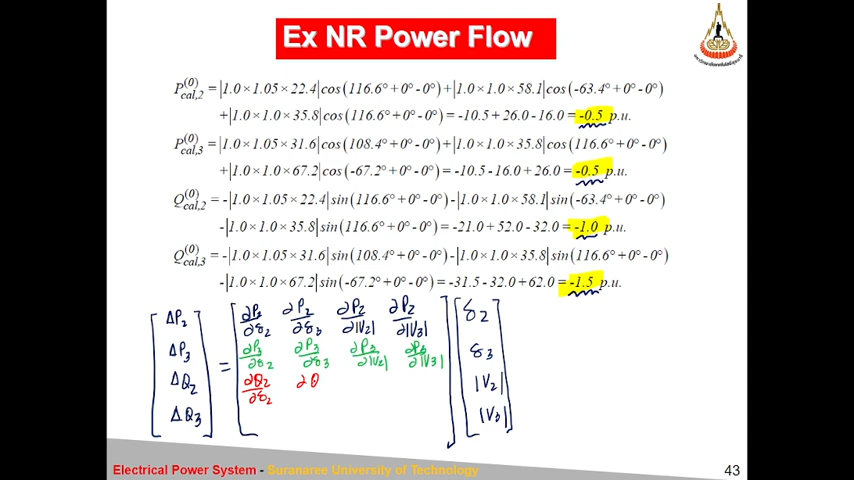 Ex NR Power Flow
P_{cal,2}^{(0)} = |1.0×1.05×22.4|cos(116.6°+0°-0°)+|1.0×1.0×58.1|cos(-63.4°+0°-0°)
+|1.0×1.0×35.8|cos(116.6°+0°-0°) = -10.5+26.0-16.0 = -0.5 p.u.
P_{cal,3}^{(0)} = |1.0×1.05×31.6|cos(108.4°+0°-0°)+|1.0×1.0×35.8|cos(116.6°+0°-0°)
+|1.0×1.0×67.2|cos(-67.2°+0°-0°) = -10.5-16.0+26.0 = -0.5 p.u.
Q_{cal,2}^{(0)} = -|1.0×1.05×22.4|sin(116.6°+0°-0°)-|1.0×1.0×58.1|sin(-63.4°+0°-0°)
-|1.0×1.0×35.8|sin(116.6°+0°-0°) = -21.0+52.0-32.0 = -1.0 p.u.
Q_{cal,3}^{(0)} = -|1.0×1.05×31.6|sin(108.4°+0°-0°)-|1.0×1.0×35.8|sin(116.6°+0°-0°)
-|1.0×1.0×67.2|sin(-67.2°+0°-0°) = -31.5-32.0+62.0 = -1.5 p.u.
ΔP2 ∂P2/∂δ2 ∂P2/∂δ3 ∂P2/∂|V2| ∂P2/∂|V3| δ2
ΔP3 ∂P3/∂δ2 ∂P3/∂δ3 ∂P3/∂|V2| ∂P3/∂|V3| δ3
ΔQ2 = ∂Q2/∂δ2 ∂Q |V2|
ΔQ3 |V3|
Electrical Power System - Suranaree University of Technology
43